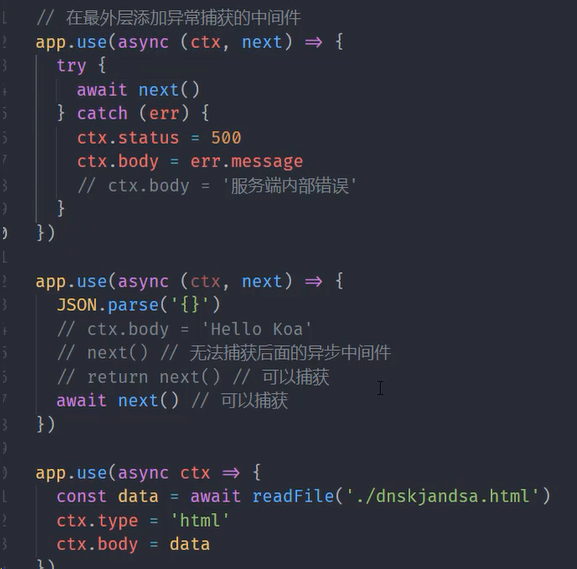 // 在最外层添加异常捕获的中间件
app.use(async (ctx, next) => {
  try {
    await next()
  } catch (err) {
    ctx.status = 500
    ctx.body = err.message
    // ctx.body = '服务端内部错误'
  }
})

app.use(async (ctx, next) => {
  JSON.parse('{}')
  // ctx.body = 'Hello Koa'
  // next() // 无法捕获后面的异步中间件
  // return next() // 可以捕获
  await next() // 可以捕获
})

app.use(async ctx => {
  const data = await readFile('./dnskjandsa.html')
  ctx.type = 'html'
  ctx.body = data
})